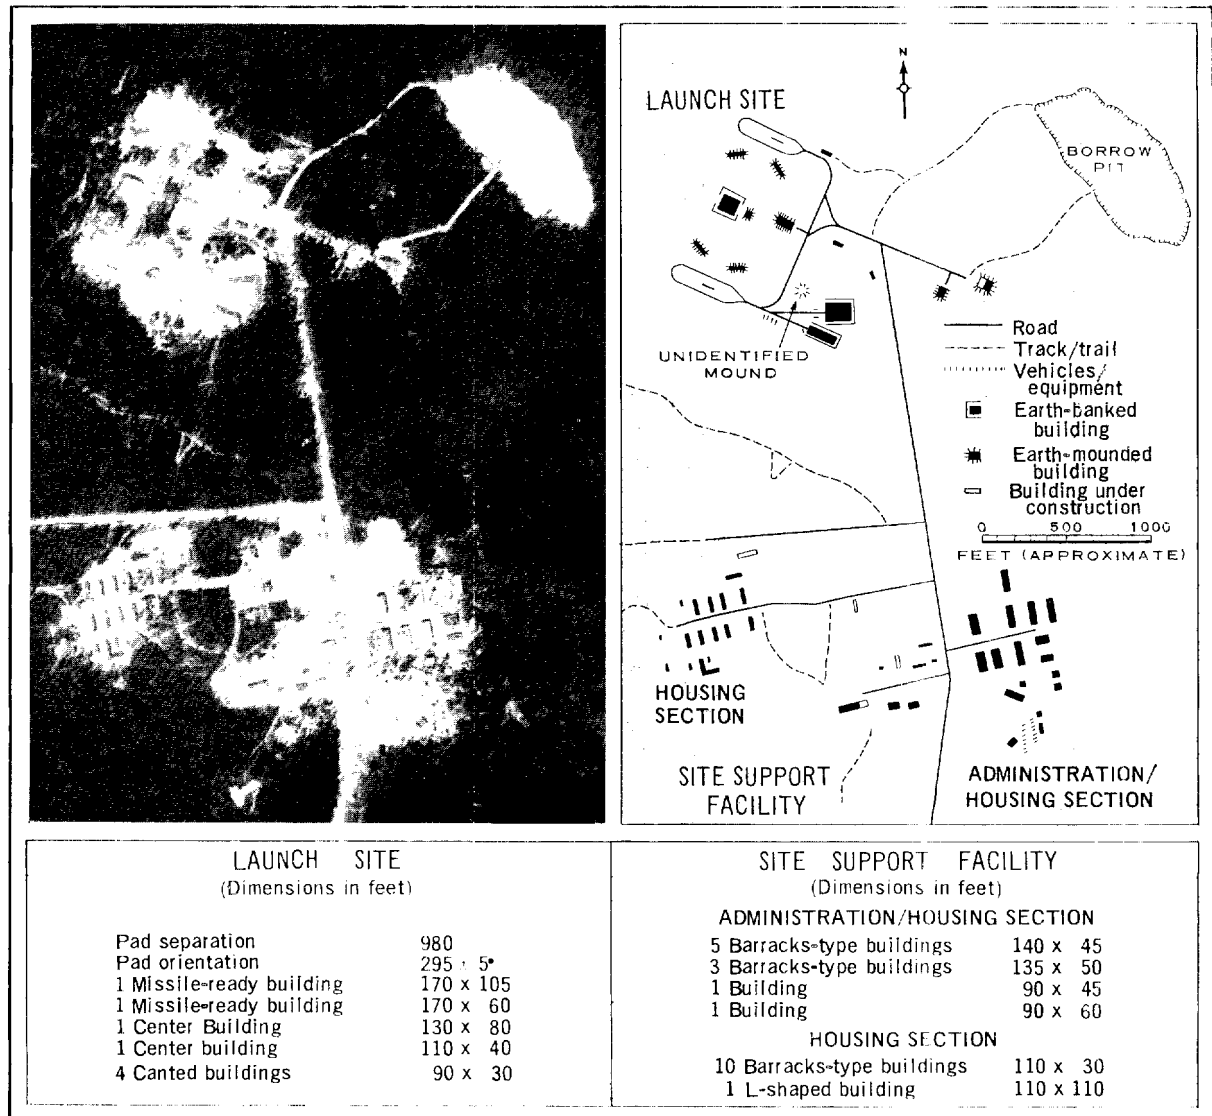 N
LAUNCH SITE
BORROW
PIT
UNIDENTIFIED
MOUND
Road
Track/trail
Vehicles/
equipment
Earth-banked
building
Earth-mounded
building
Building under
construction
0 500 1000
FEET (APPROXIMATE)
HOUSING
SECTION
SITE SUPPORT
FACILITY
ADMINISTRATION/
HOUSING SECTION
LAUNCH SITE
(Dimensions in feet)
Pad separation 980
Pad orientation 295 ± 5°
1 Missile-ready building 170 x 105
1 Missile-ready building 170 x 60
1 Center Building 130 x 80
1 Center building 110 x 40
4 Canted buildings 90 x 30
SITE SUPPORT FACILITY
(Dimensions in feet)
ADMINISTRATION/HOUSING SECTION
5 Barracks-type buildings 140 x 45
3 Barracks-type buildings 135 x 50
1 Building 90 x 45
1 Building 90 x 60
HOUSING SECTION
10 Barracks-type buildings 110 x 30
1 L-shaped building 110 x 110